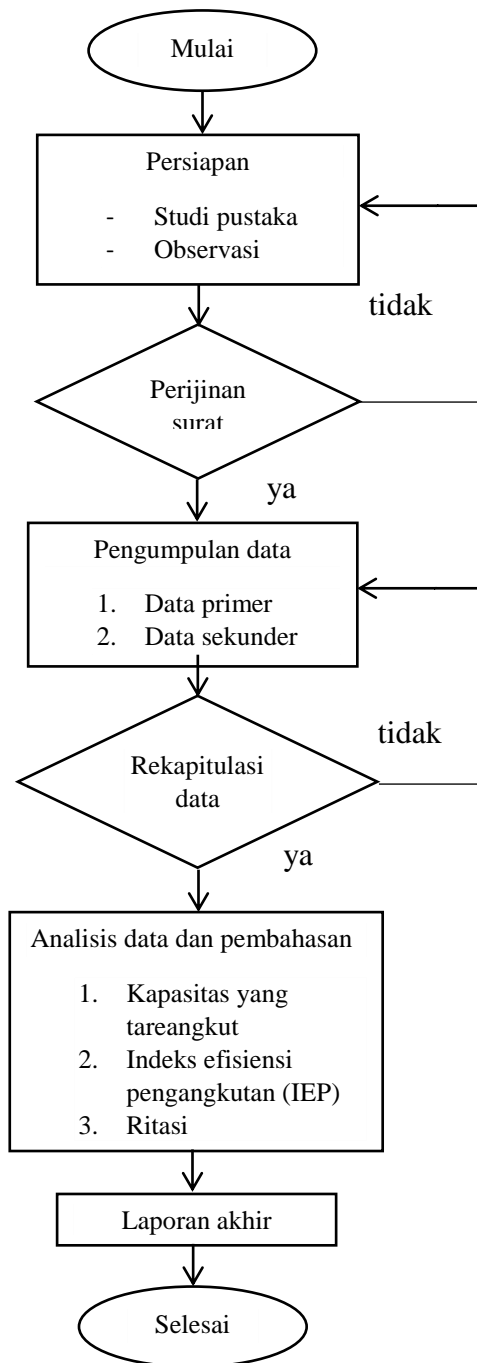 Mulai
Persiapan
- Studi pustaka
- Observasi
tidak
Perijinan
surat
ya
Pengumpulan data
1. Data primer
2. Data sekunder
tidak
Rekapitulasi
data
ya
Analisis data dan pembahasan
1. Kapasitas yang
tareangkut
2. Indeks efisiensi
pengangkutan (IEP)
3. Ritasi
Laporan akhir
Selesai